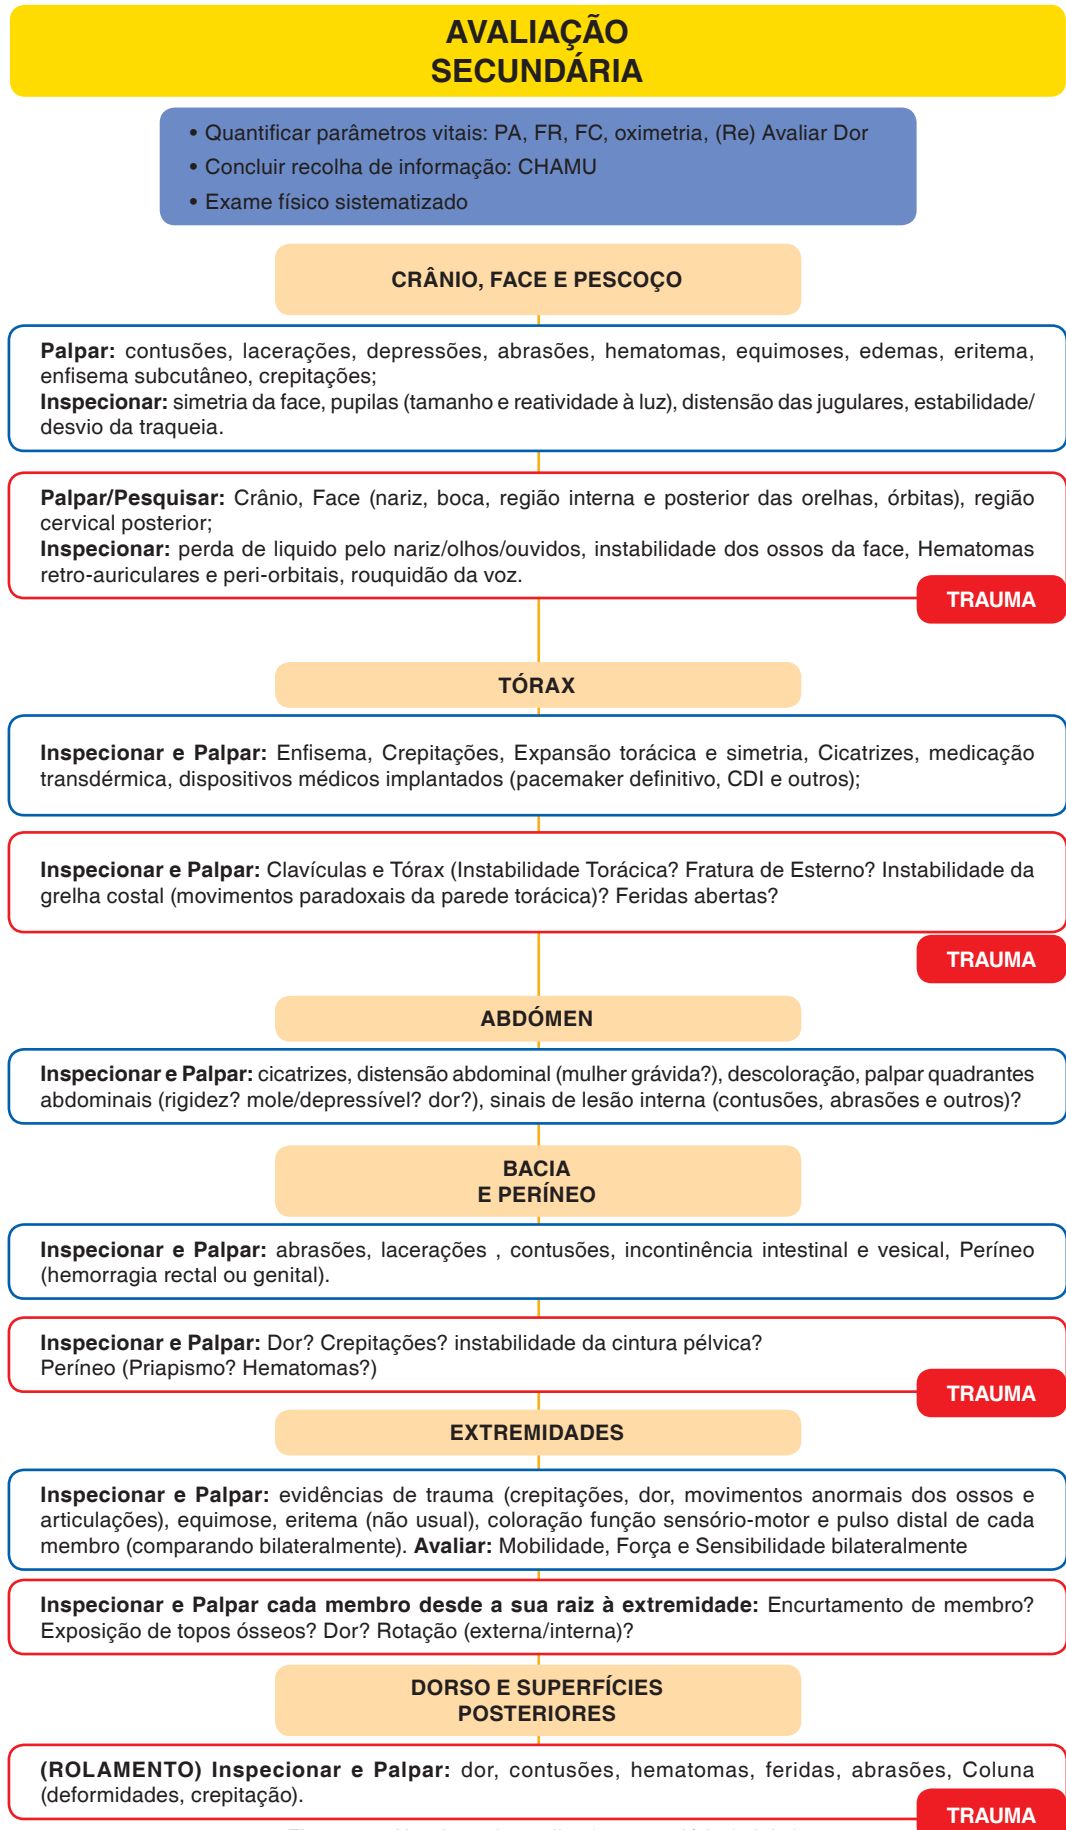 AVALIAÇÃO
SECUNDÁRIA
• Quantificar parâmetros vitais: PA, FR, FC, oximetria, (Re) Avaliar Dor
• Concluir recolha de informação: CHAMU
• Exame físico sistematizado
CRÂNIO, FACE E PESCOÇO
Palpar: contusões, lacerações, depressões, abrasões, hematomas, equimoses, edemas, eritema,
enfisema subcutâneo, crepitações;
Inspecionar: simetria da face, pupilas (tamanho e reatividade à luz), distensão das jugulares, estabilidade/
desvio da traqueia.
Palpar/Pesquisar: Crânio, Face (nariz, boca, região interna e posterior das orelhas, órbitas), região
cervical posterior;
Inspecionar: perda de liquido pelo nariz/olhos/ouvidos, instabilidade dos ossos da face, Hematomas
retro-auriculares e peri-orbitais, rouquidão da voz.
TRAUMA
TÓRAX
Inspecionar e Palpar: Enfisema, Crepitações, Expansão torácica e simetria, Cicatrizes, medicação
transdérmica, dispositivos médicos implantados (pacemaker definitivo, CDI e outros);
Inspecionar e Palpar: Clavículas e Tórax (Instabilidade Torácica? Fratura de Esterno? Instabilidade da
grelha costal (movimentos paradoxais da parede torácica)? Feridas abertas?
TRAUMA
ABDÓMEN
Inspecionar e Palpar: cicatrizes, distensão abdominal (mulher grávida?), descoloração, palpar quadrantes
abdominais (rigidez? mole/depressível? dor?), sinais de lesão interna (contusões, abrasões e outros)?
BACIA
E PERÍNEO
Inspecionar e Palpar: abrasões, lacerações , contusões, incontinência intestinal e vesical, Períneo
(hemorragia rectal ou genital).
Inspecionar e Palpar: Dor? Crepitações? instabilidade da cintura pélvica?
Períneo (Priapismo? Hematomas?)
TRAUMA
EXTREMIDADES
Inspecionar e Palpar: evidências de trauma (crepitações, dor, movimentos anormais dos ossos e
articulações), equimose, eritema (não usual), coloração função sensório-motor e pulso distal de cada
membro (comparando bilateralmente). Avaliar: Mobilidade, Força e Sensibilidade bilateralmente
Inspecionar e Palpar cada membro desde a sua raiz à extremidade: Encurtamento de membro?
Exposição de topos ósseos? Dor? Rotação (externa/interna)?
DORSO E SUPERFÍCIES
POSTERIORES
(ROLAMENTO) Inspecionar e Palpar: dor, contusões, hematomas, feridas, abrasões, Coluna
(deformidades, crepitação).
TRAUMA